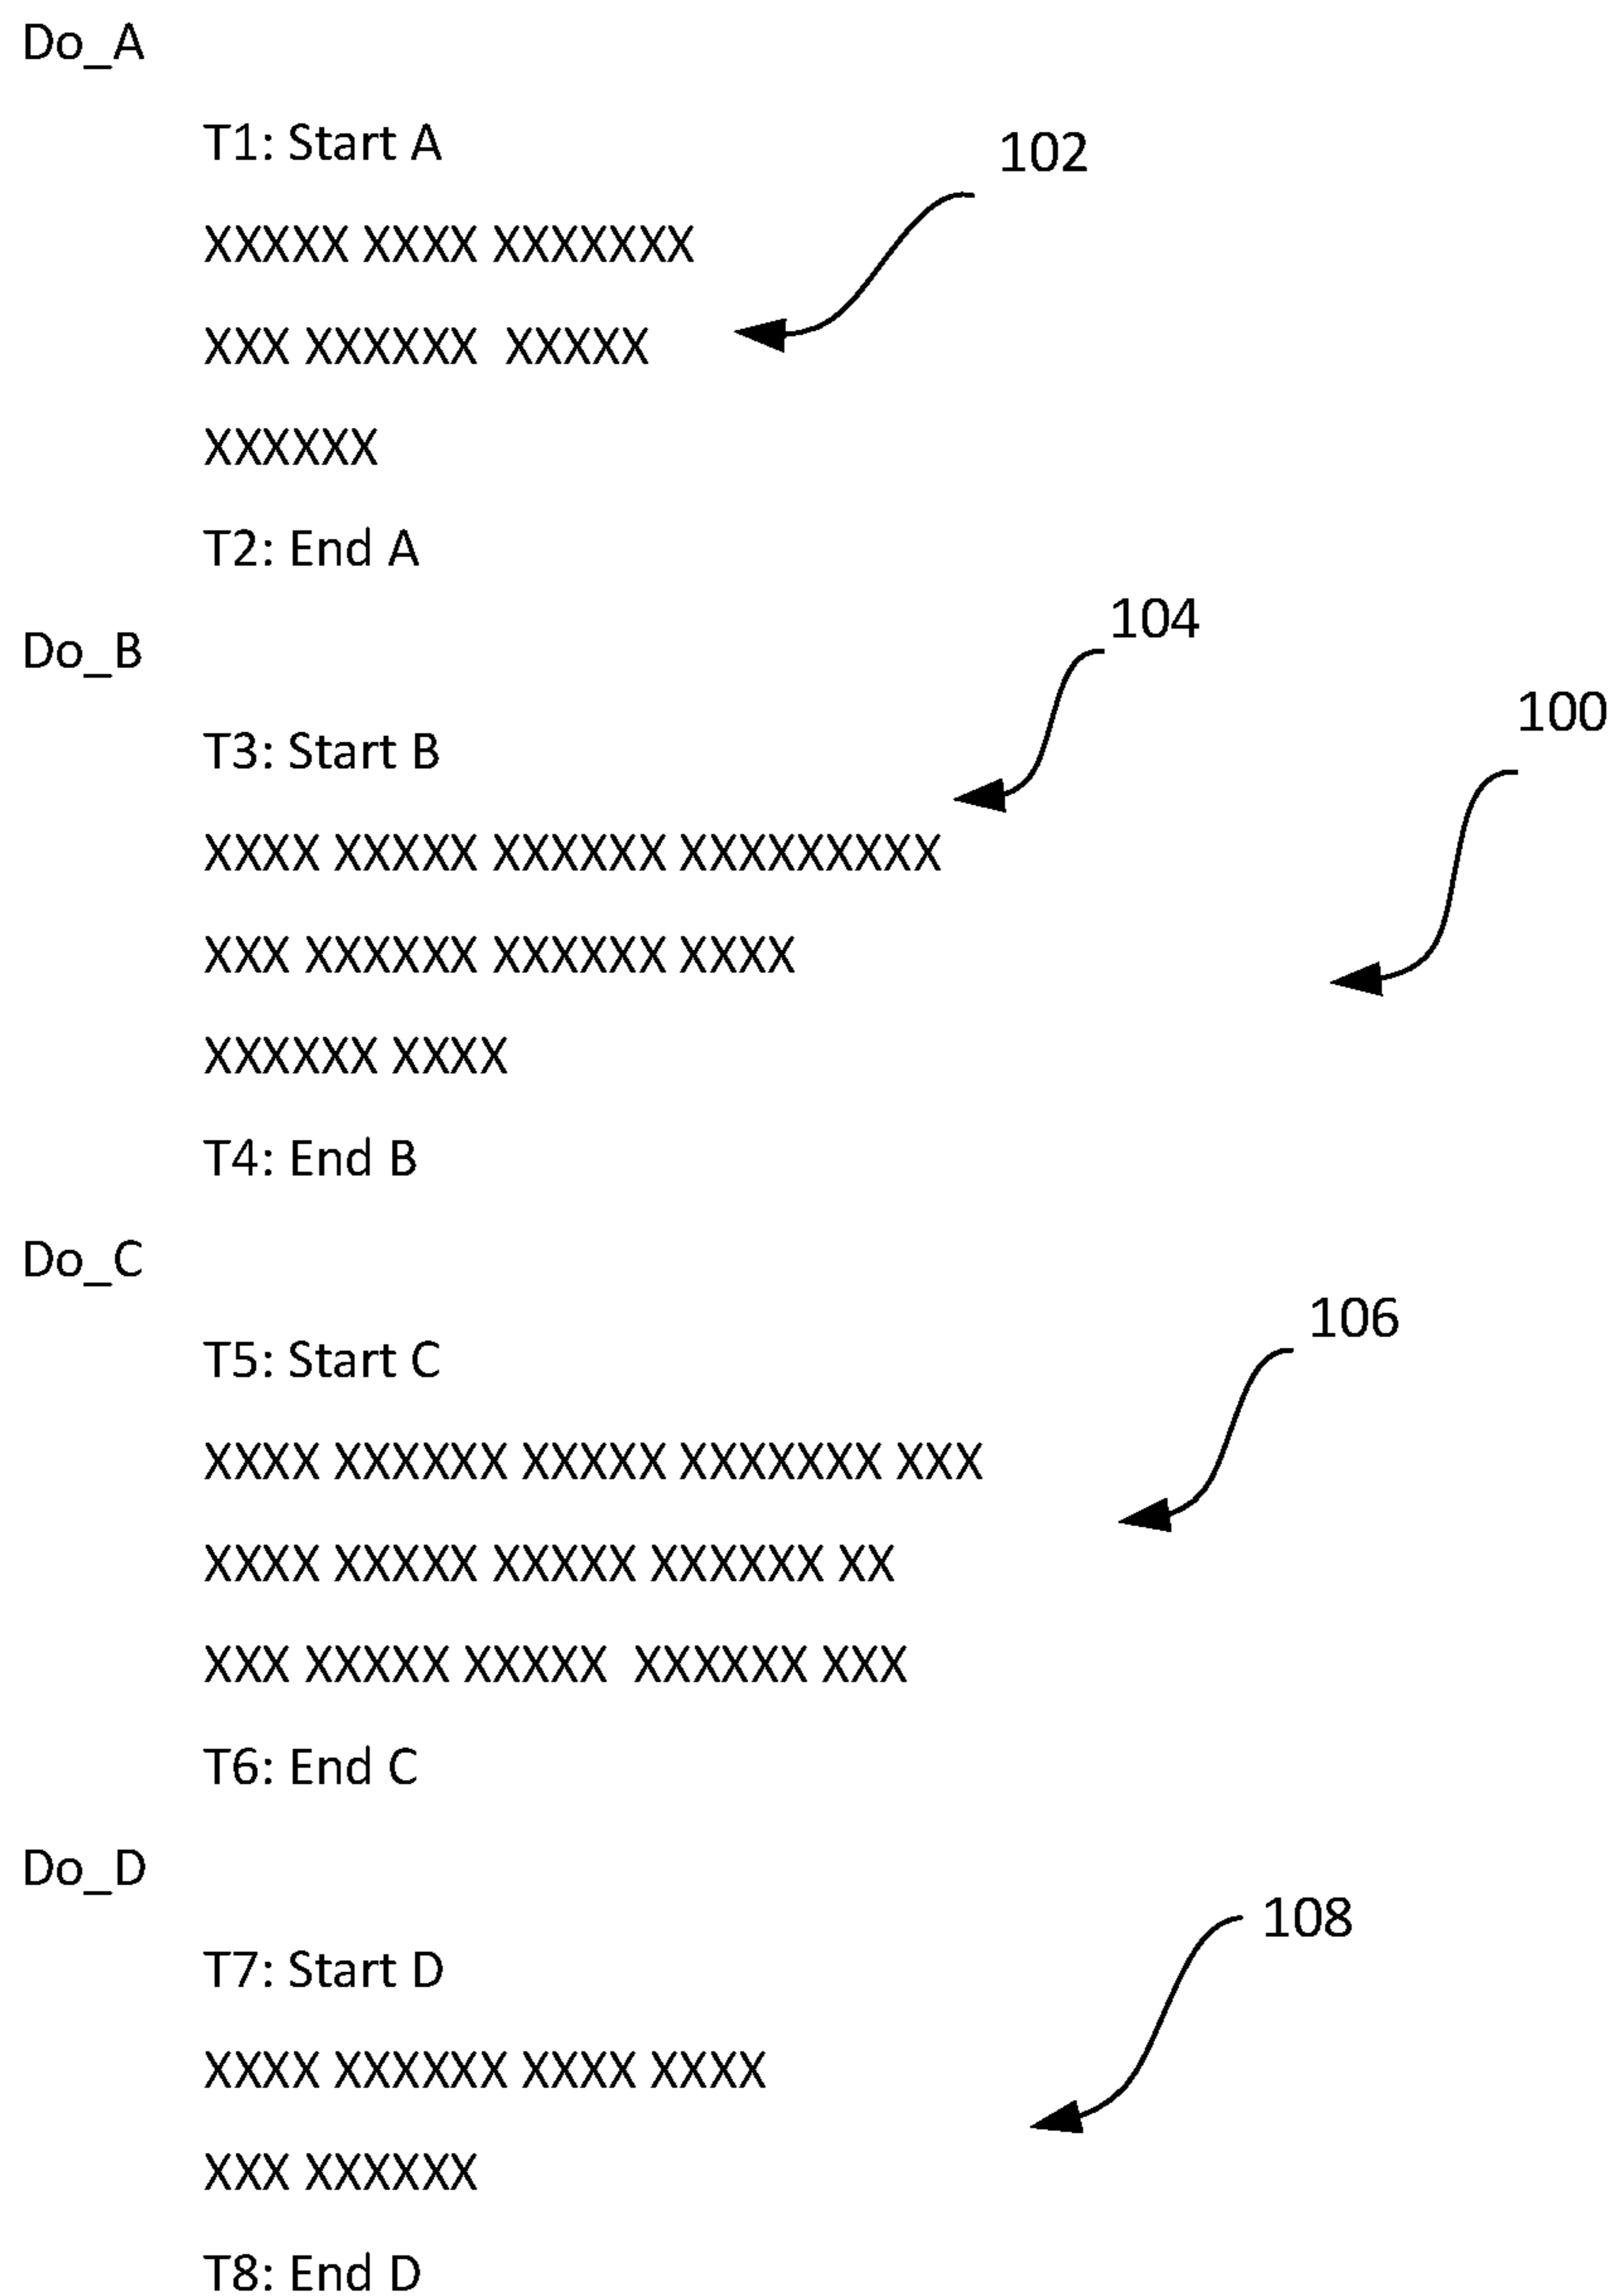 Do_A
T1: Start A
102
XXXXX XXXX XXXXXXX
XXX XXXXXX  XXXXX
XXXXXX
T2: End A
104
Do_B
100
T3: Start B
XXXX XXXXX XXXXXX XXXXXXXXX
XXX XXXXXX XXXXXX XXXX
XXXXXX XXXX
T4: End B
Do_C
106
T5: Start C
XXXX XXXXXX XXXXX XXXXXXX XXX
XXXX XXXXX XXXXX XXXXXX XX
XXX XXXXX XXXXX  XXXXXX XXX
T6: End C
Do_D
108
T7: Start D
XXXX XXXXXX XXXX XXXX
XXX XXXXXX
T8: End D